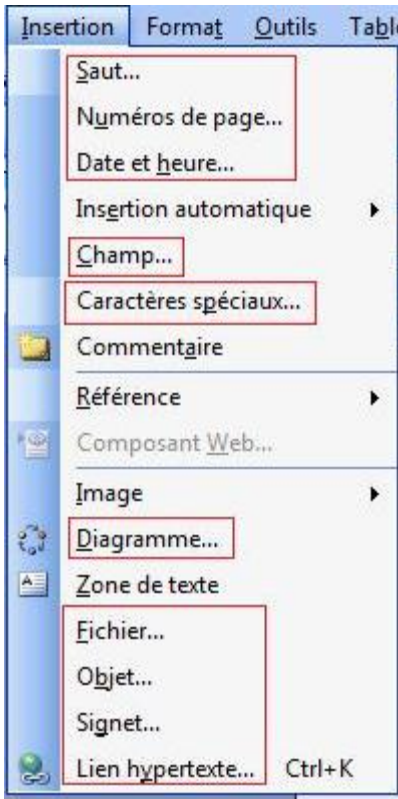 Insertion Format Outils Tabl
Saut...
Numéros de page...
Date et heure...
Insertion automatique
Champ...
Caractères spéciaux...
Commentaire
Référence
Composant Web...
Image
Diagramme...
Zone de texte
Fichier...
Objet...
Signet...
Lien hypertexte... Ctrl+K